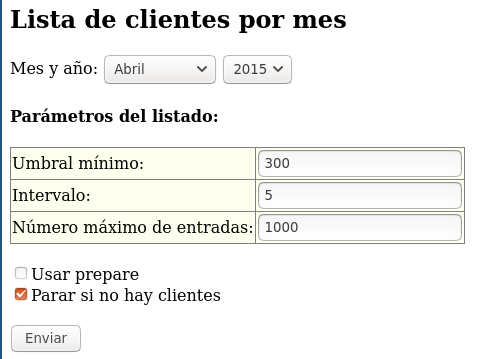 Lista de clientes por mes
Mes y año: Abril 2015
Parámetros del listado:
Umbral mínimo: 300
Intervalo: 5
Número máximo de entradas: 1000
Usar prepare
Parar si no hay clientes
Enviar